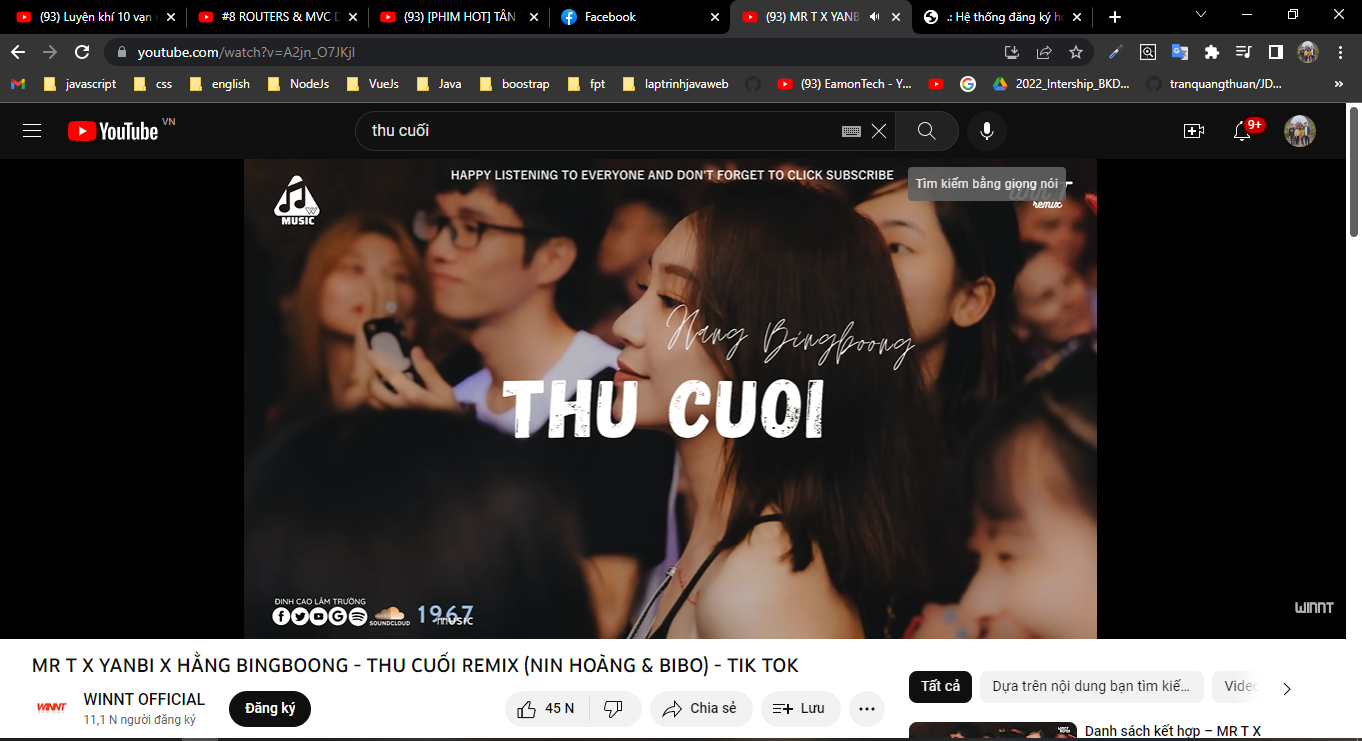 (93) Luyện khí 10 vạn
#8 ROUTERS & MVC
(93) [PHIM HOT] TÂN
Facebook
(93) MR T X YANB
.: Hệ thống đăng ký
youtube.com/watch?v=A2jn_O7JKjI
javascript
css
english
NodeJs
VueJs
Java
boostrap
fpt
laptrinhjavaweb
(93) EamonTech - Y...
2022_Intership_BKD...
tranquangthuan/JD...
YouTube VN
thu cuối
9+
HAPPY LISTENING TO EVERYONE AND DON'T FORGET TO CLICK SUBSCRIBE
Tìm kiếm bằng giọng nói
W
MUSIC
remix
Hang Bingboong
THU CUOI
ĐỈNH CAO LÂM TRƯỜNG
SOUNDCLOUD
1967
MUSIC
WINNT
MR T X YANBI X HẰNG BINGBOONG - THU CUỐI REMIX (NIN HOÀNG & BIBO) - TIK TOK
WINNT
WINNT OFFICIAL
11,1 N người đăng ký
Đăng ký
45 N
Chia sẻ
Lưu
Tất cả
Dựa trên nội dung bạn tìm kiế...
Video
Danh sách kết hợp – MR T X